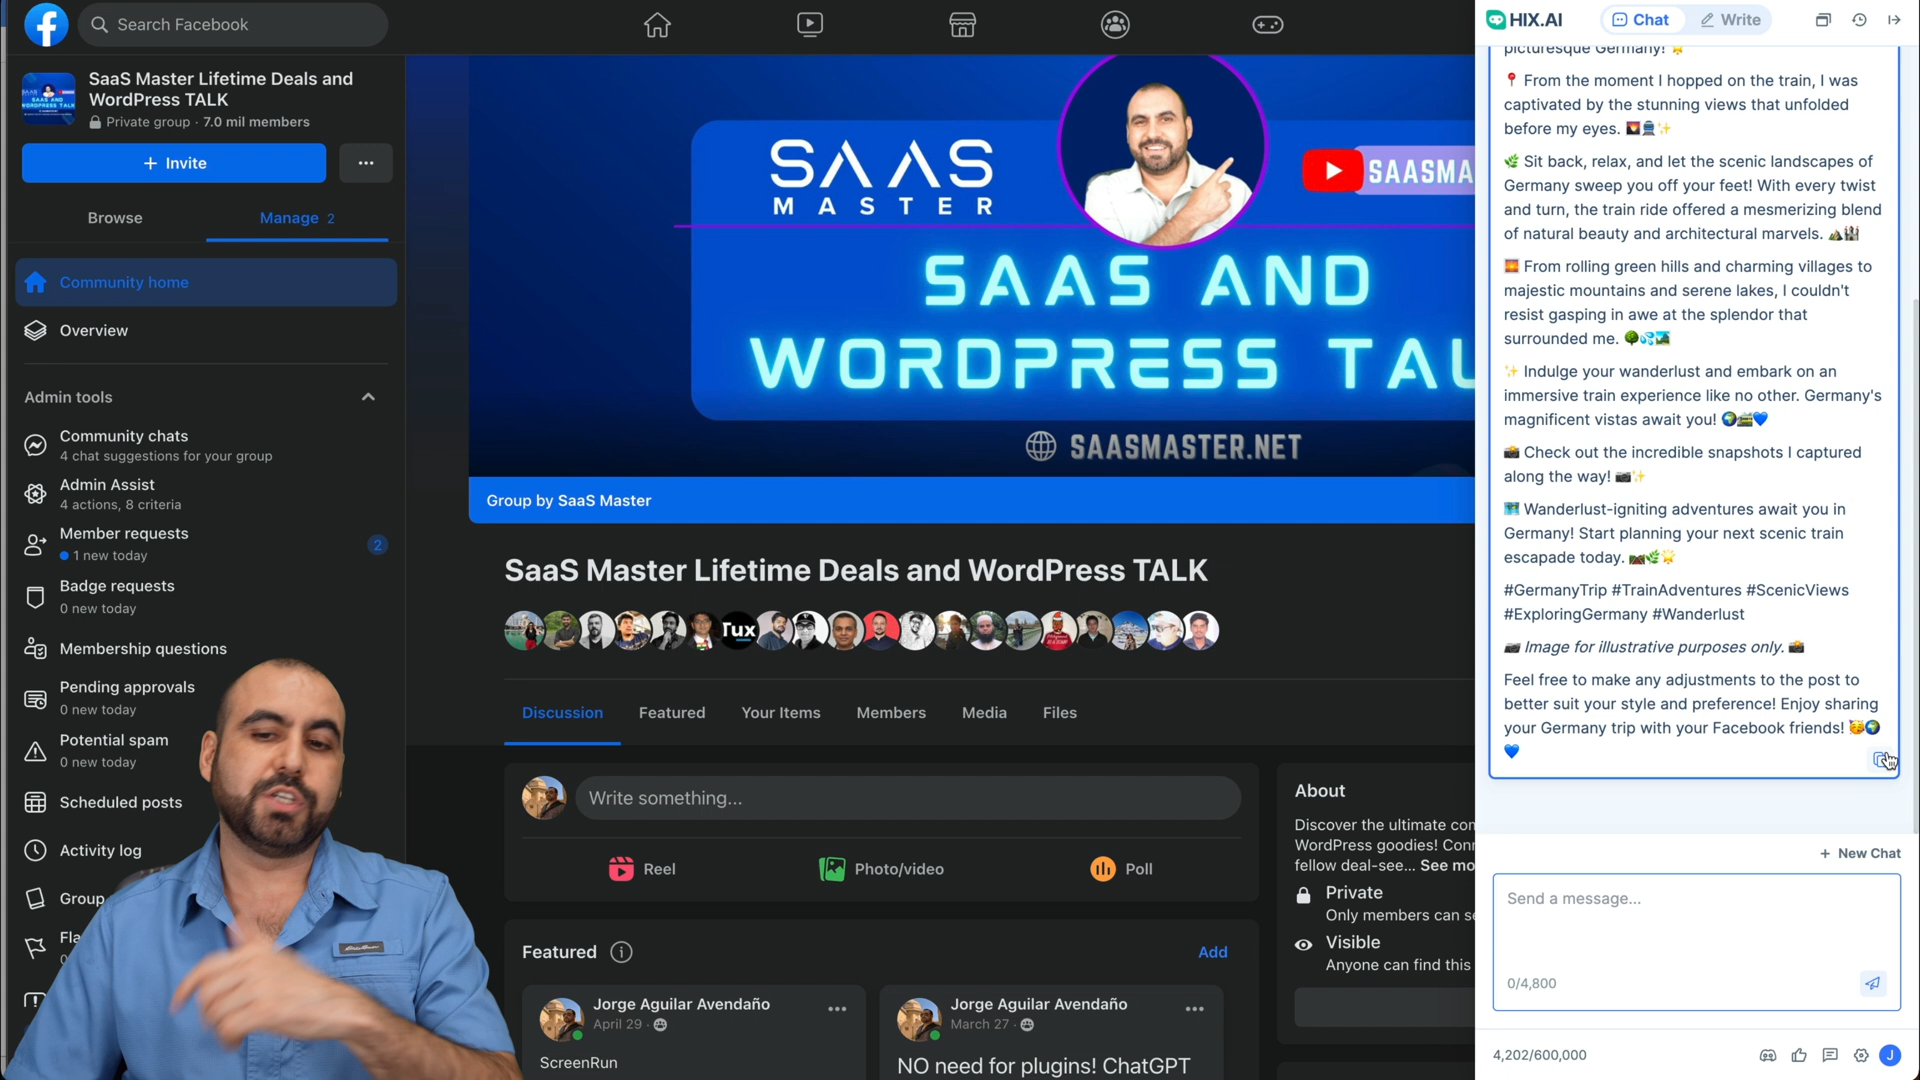 Search Facebook
SaaS Master Lifetime Deals and
WordPress TALK
Private group · 7.0 mil members
+ Invite
Browse
Manage 2
Community home
Overview
Admin tools
Community chats
4 chat suggestions for your group
Admin Assist
4 actions, 8 criteria
Member requests
1 new today
2
Badge requests
0 new today
Membership questions
Pending approvals
0 new today
Potential spam
0 new today
Scheduled posts
Activity log
Group
Fla
SAAS
MASTER
SAASMA
SAAS AND
WORDPRESS TAL
SAASMASTER.NET
Group by SaaS Master
SaaS Master Lifetime Deals and WordPress TALK
Tux
Discussion
Featured
Your Items
Members
Media
Files
Write something...
Reel
Photo/video
Poll
Featured
Add
Jorge Aguilar Avendaño
April 29
ScreenRun
Jorge Aguilar Avendaño
March 27
NO need for plugins! ChatGPT
About
Discover the ultimate con
WordPress goodies! Conn
fellow deal-see... See mo
Private
Only members can se
Visible
Anyone can find this
HIX.AI
Chat
Write
picturesque Germany! 🌟
📍 From the moment I hopped on the train, I was
captivated by the stunning views that unfolded
before my eyes. 🌄🚆✨
🌿 Sit back, relax, and let the scenic landscapes of
Germany sweep you off your feet! With every twist
and turn, the train ride offered a mesmerizing blend
of natural beauty and architectural marvels. ⛰️🏰
🌅 From rolling green hills and charming villages to
majestic mountains and serene lakes, I couldn't
resist gasping in awe at the splendor that
surrounded me. 🌳💦🏞️
✨ Indulge your wanderlust and embark on an
immersive train experience like no other. Germany's
magnificent vistas await you! 🌍🚞💙
📸 Check out the incredible snapshots I captured
along the way! 📷✨
🗺️ Wanderlust-igniting adventures await you in
Germany! Start planning your next scenic train
escapade today. 🛤️🌿🌟
#GermanyTrip #TrainAdventures #ScenicViews
#ExploringGermany #Wanderlust
📷 Image for illustrative purposes only. 📸
Feel free to make any adjustments to the post to
better suit your style and preference! Enjoy sharing
your Germany trip with your Facebook friends! 🥳🌍
💙
+ New Chat
Send a message...
0/4,800
4,202/600,000
J